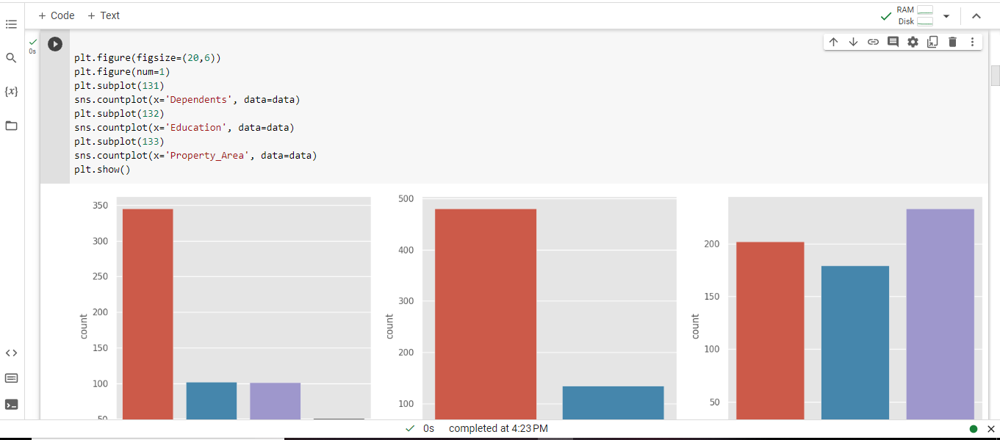 + Code + Text
RAM
Disk
0s
plt.figure(figsize=(20,6))
plt.figure(num=1)
plt.subplot(131)
sns.countplot(x='Dependents', data=data)
plt.subplot(132)
sns.countplot(x='Education', data=data)
plt.subplot(133)
sns.countplot(x='Property_Area', data=data)
plt.show()
{x}
350
300
250
200
150
100
50
count
500
400
300
200
100
count
200
150
100
50
count
0s completed at 4:23 PM